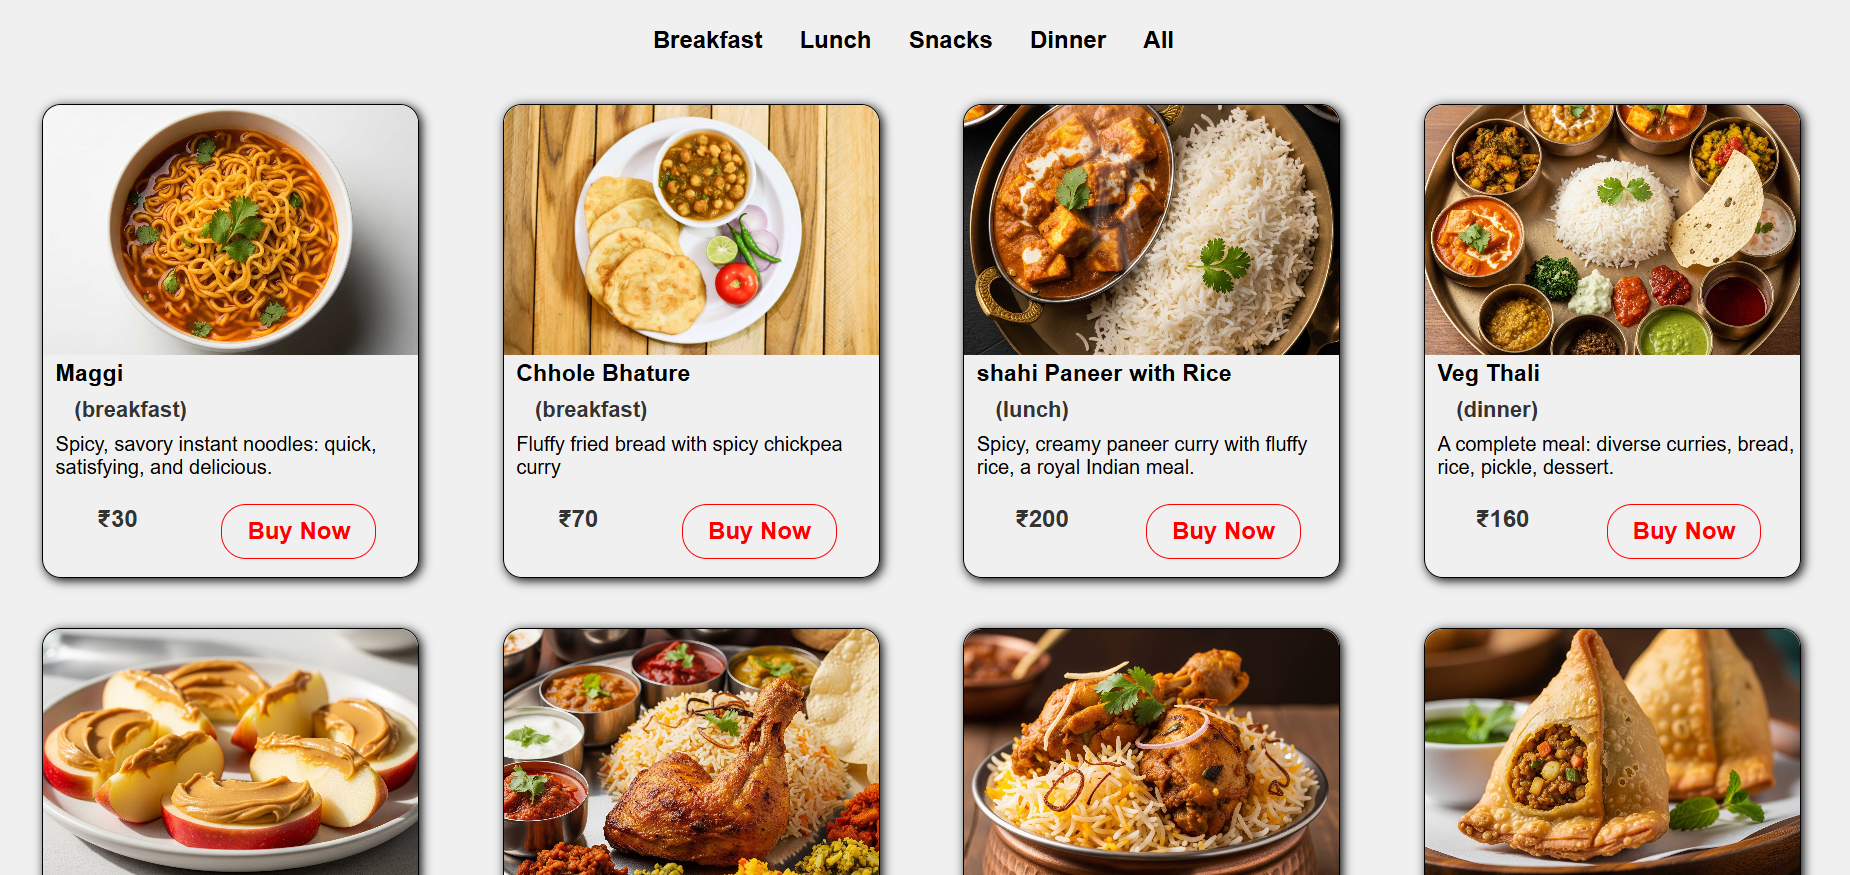 Breakfast Lunch Snacks Dinner All
Maggi
(breakfast)
Spicy, savory instant noodles: quick,
satisfying, and delicious.
₹30 Buy Now
Chhole Bhature
(breakfast)
Fluffy fried bread with spicy chickpea
curry
₹70 Buy Now
shahi Paneer with Rice
(lunch)
Spicy, creamy paneer curry with fluffy
rice, a royal Indian meal.
₹200 Buy Now
Veg Thali
(dinner)
A complete meal: diverse curries, bread,
rice, pickle, dessert.
₹160 Buy Now